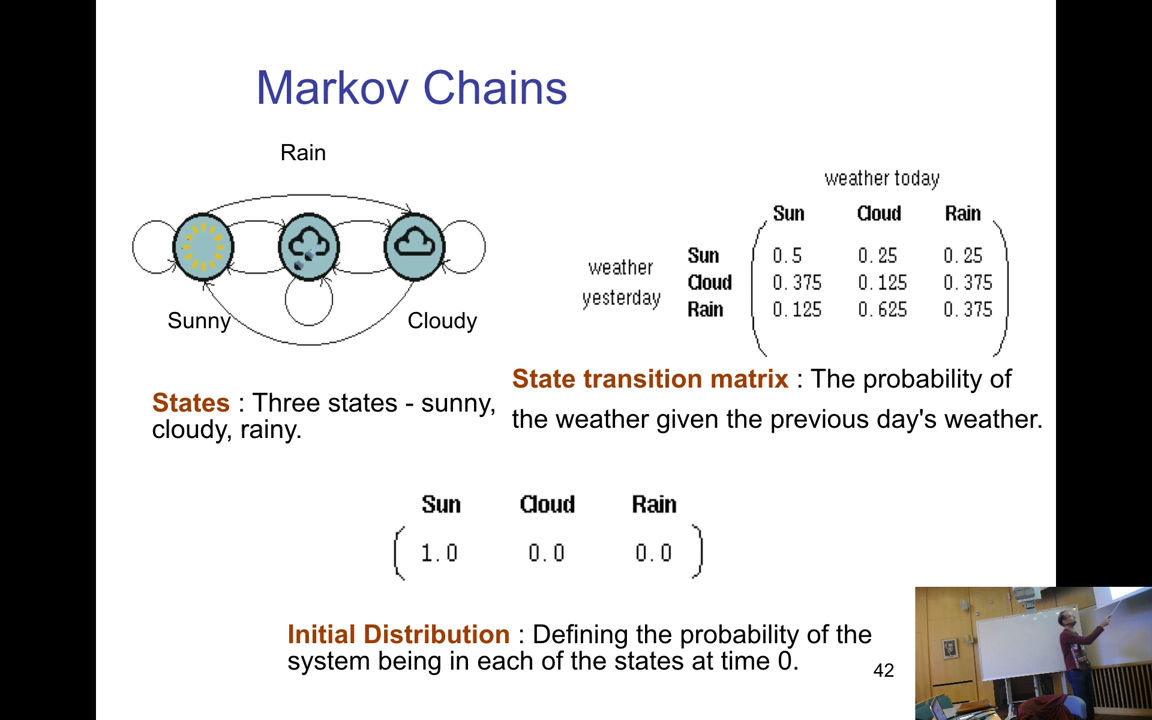 Markov Chains
Rain
Sunny
Cloudy
weather today
Sun Cloud Rain
weather yesterday
Sun 0.5 0.25 0.25
Cloud 0.375 0.125 0.375
Rain 0.125 0.625 0.375
States : Three states - sunny,
cloudy, rainy.
State transition matrix : The probability of
the weather given the previous day's weather.
Sun Cloud Rain
1.0 0.0 0.0
Initial Distribution : Defining the probability of the
system being in each of the states at time 0.
42